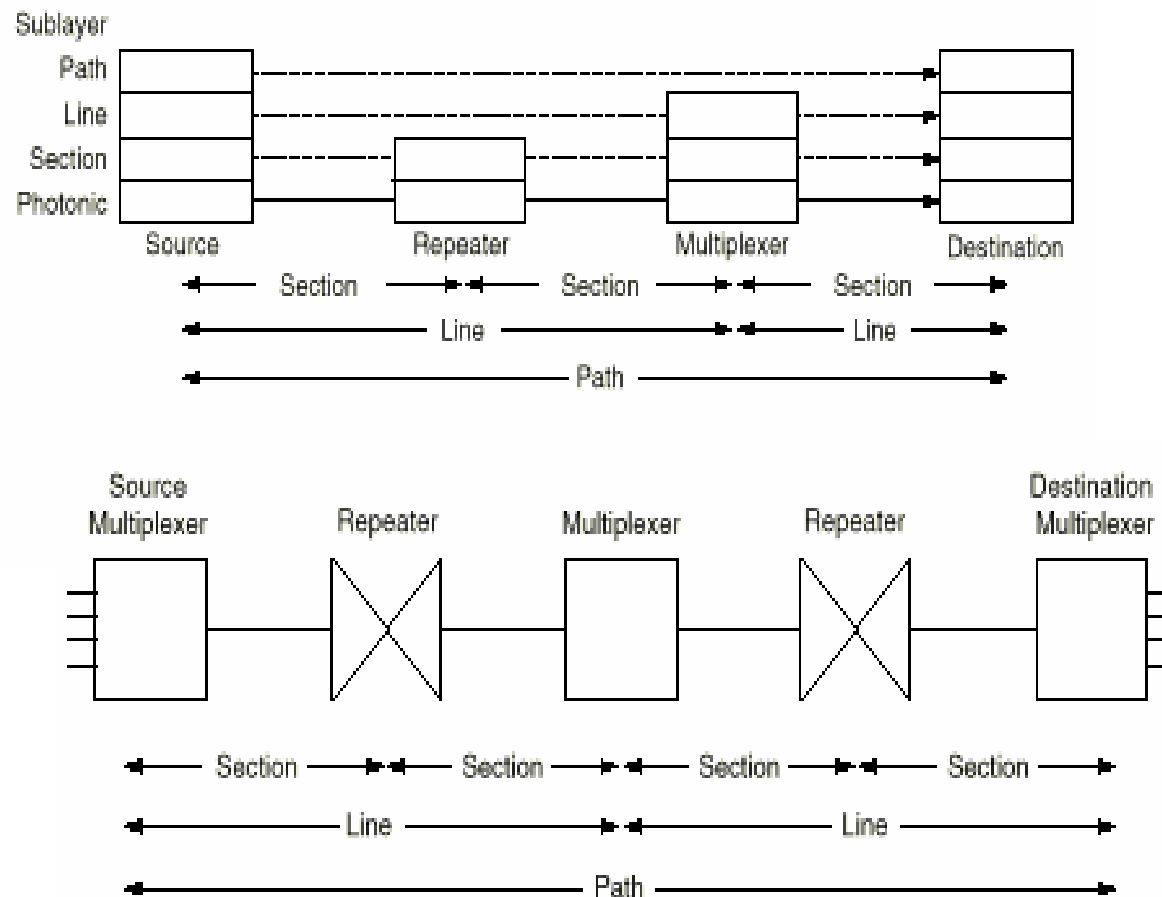 Sublayer
Path
Line
Section
Photonic
Source Repeater Multiplexer Destination
Section Section Section
Line Line
Path
Source Multiplexer Repeater Multiplexer Repeater Destination Multiplexer
Section Section Section Section
Line Line
Path